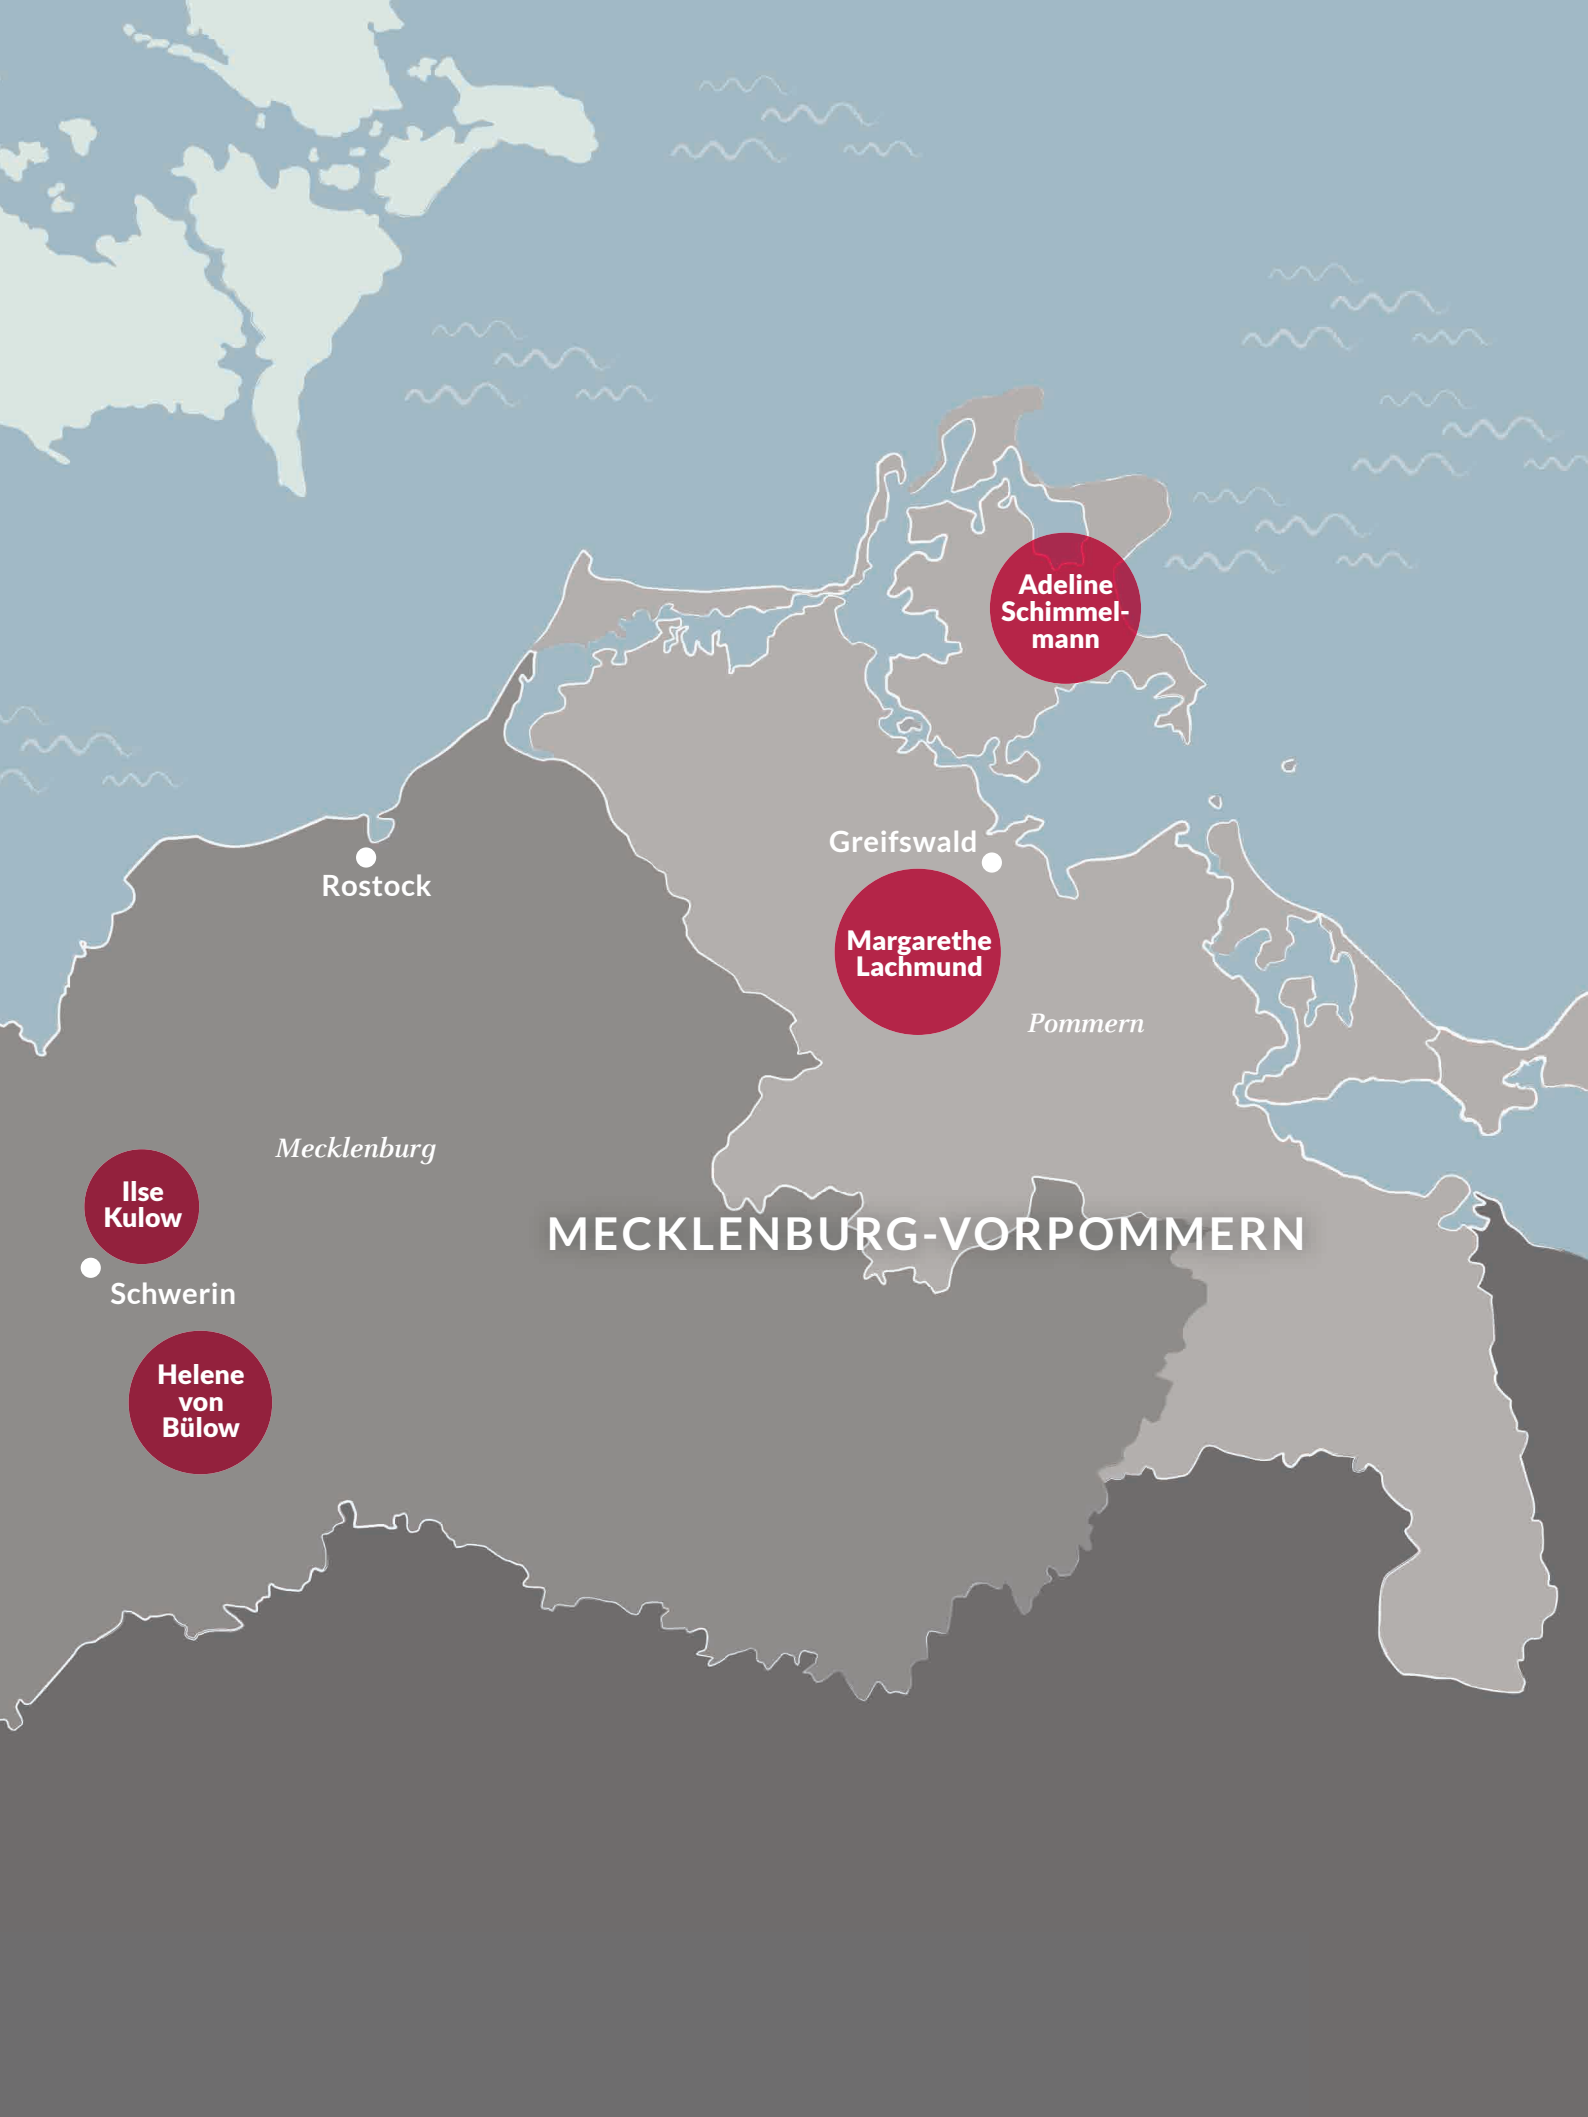 Adeline
Schimmel-
mann
Greifswald
Rostock
Margarethe
Lachmund
Pommern
Mecklenburg
Ilse
Kulow
MECKLENBURG-VORPOMMERN
Schwerin
Helene
von
Bülow